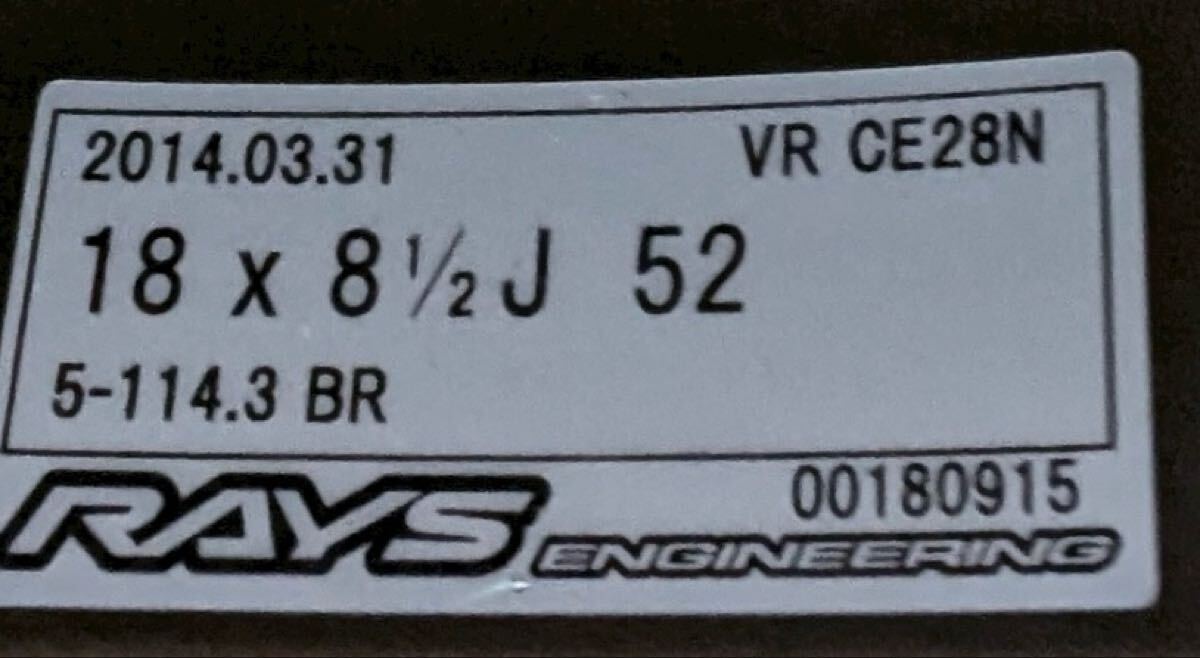 2014.03.31 VR CE28N
18 x 8½J 52
5-114.3 BR
00180915
RAYS ENGINEERING